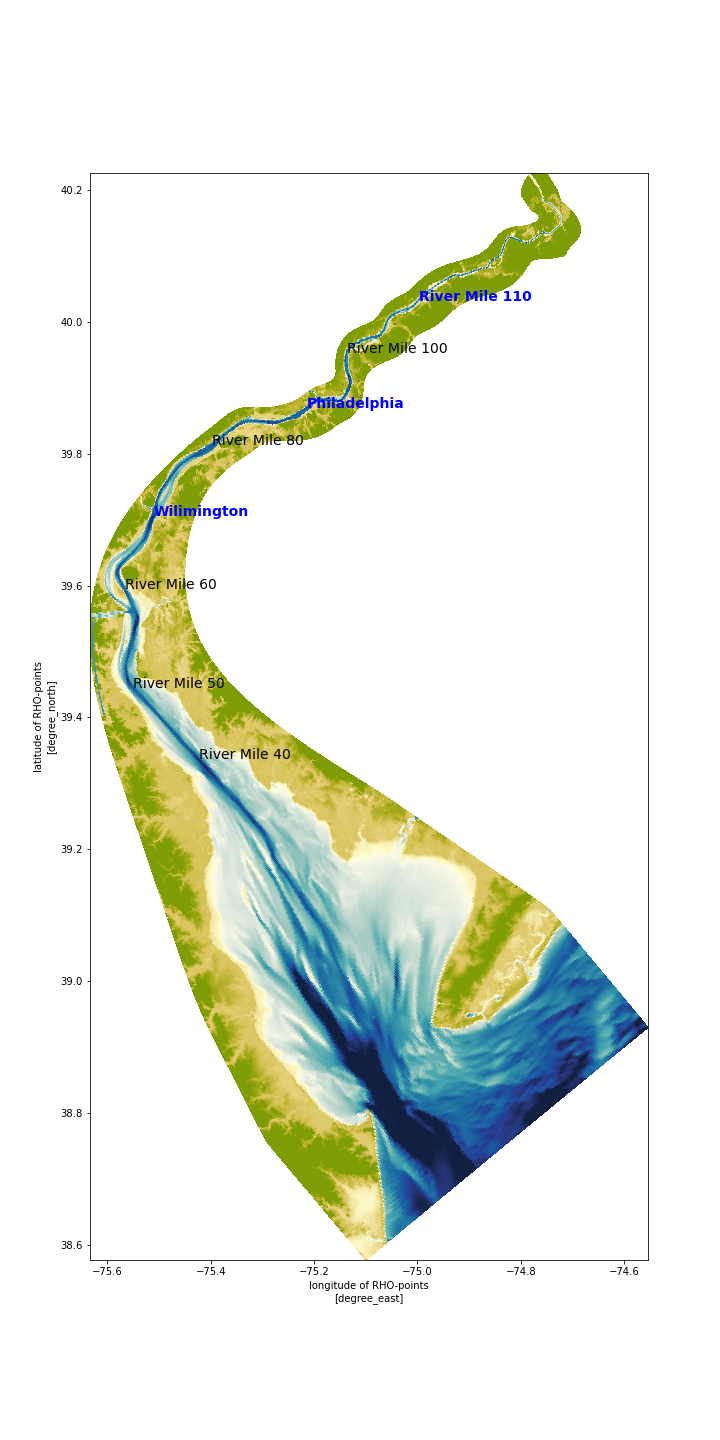 40.2
River Mile 110
40.0
River Mile 100
Philadelphia
River Mile 80
39.8
Wilimington
39.6
River Mile 60
River Mile 50
39.4
River Mile 40
39.2
39.0
38.8
38.6
latitude of RHO-points
[degree_north]
−75.6 −75.4 −75.2 −75.0 −74.8 −74.6
longitude of RHO-points
[degree_east]